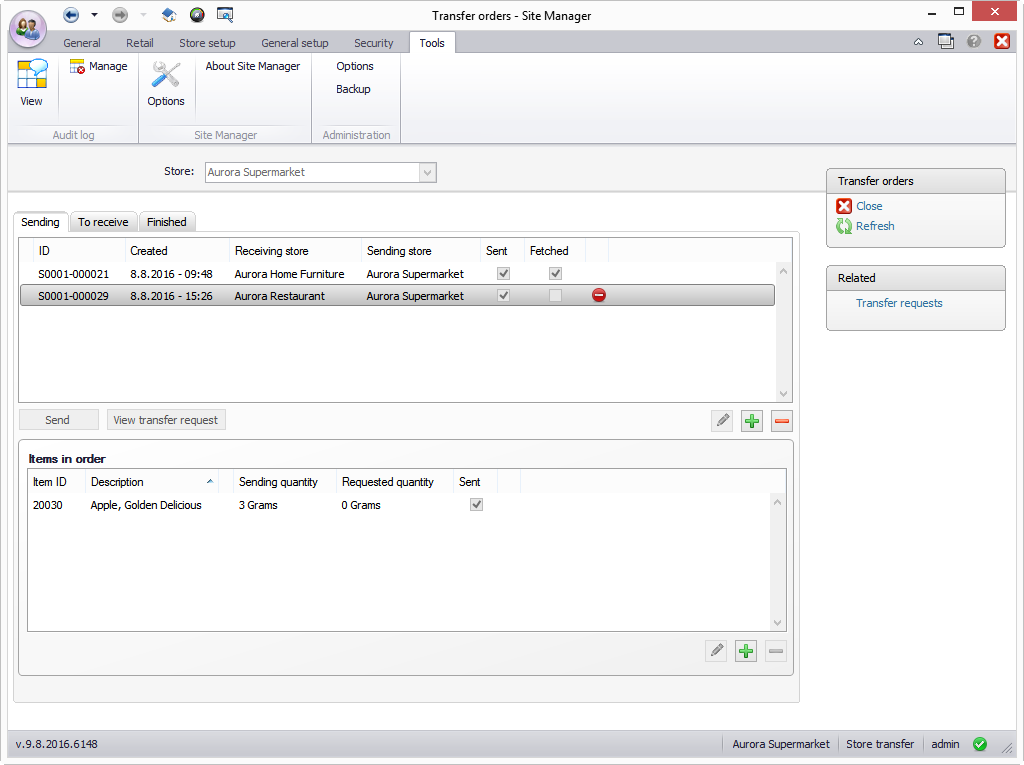 Transfer orders - Site Manager
General Retail Store setup General setup Security Tools
View Manage Options About Site Manager Options Backup
Audit log Site Manager Administration
Store: Aurora Supermarket
Transfer orders
Close
Refresh
Related
Transfer requests
Sending To receive Finished
ID Created Receiving store Sending store Sent Fetched
S0001-000021 8.8.2016 - 09:48 Aurora Home Furniture Aurora Supermarket
S0001-000029 8.8.2016 - 15:26 Aurora Restaurant Aurora Supermarket
Send View transfer request
Items in order
Item ID Description Sending quantity Requested quantity Sent
20030 Apple, Golden Delicious 3 Grams 0 Grams
v.9.8.2016.6148 Aurora Supermarket Store transfer admin